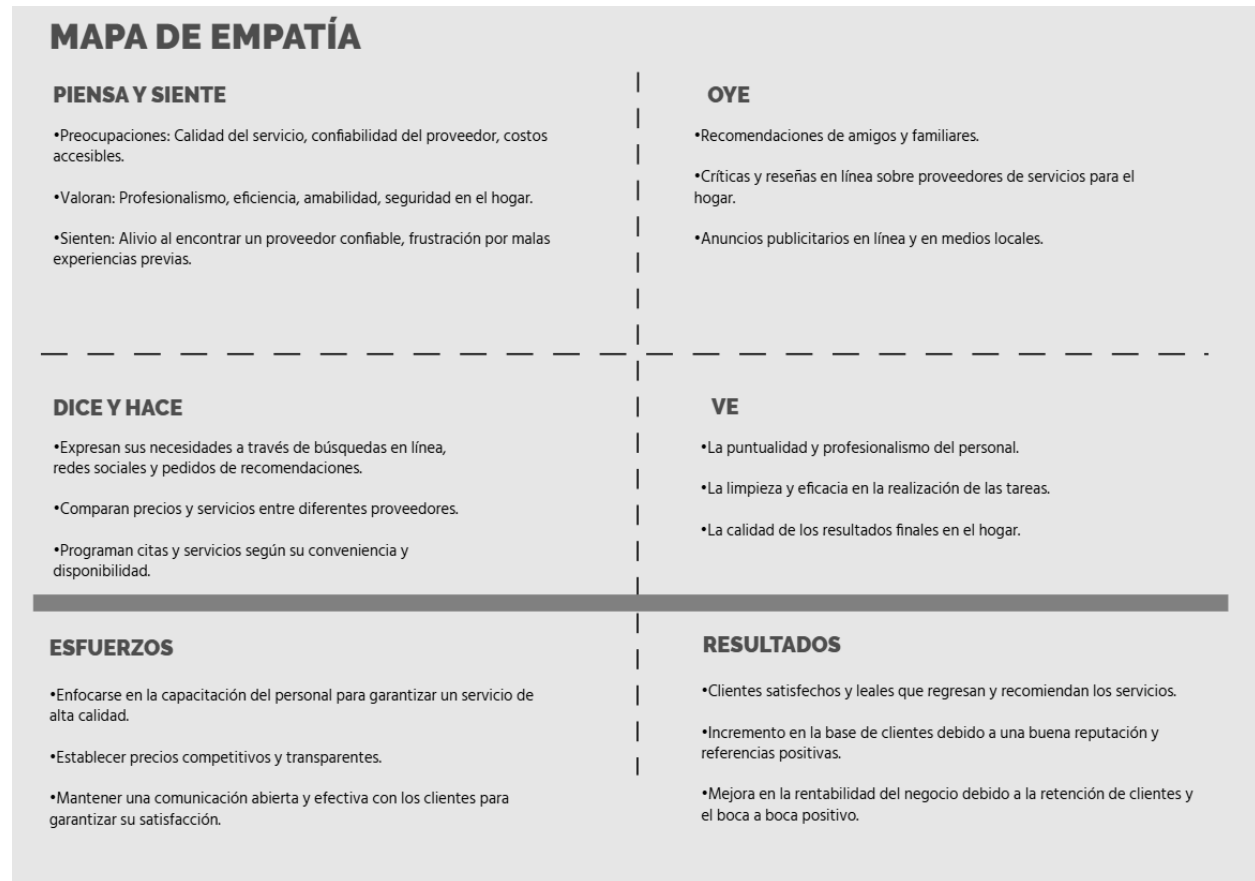 MAPA DE EMPATÍA
PIENSA Y SIENTE
•Preocupaciones: Calidad del servicio, confiabilidad del proveedor, costos
accesibles.
•Valoran: Profesionalismo, eficiencia, amabilidad, seguridad en el hogar.
•Sienten: Alivio al encontrar un proveedor confiable, frustración por malas
experiencias previas.
OYE
•Recomendaciones de amigos y familiares.
•Críticas y reseñas en línea sobre proveedores de servicios para el
hogar.
•Anuncios publicitarios en línea y en medios locales.
DICE Y HACE
•Expresan sus necesidades a través de búsquedas en línea,
redes sociales y pedidos de recomendaciones.
•Comparan precios y servicios entre diferentes proveedores.
•Programan citas y servicios según su conveniencia y
disponibilidad.
VE
•La puntualidad y profesionalismo del personal.
•La limpieza y eficacia en la realización de las tareas.
•La calidad de los resultados finales en el hogar.
ESFUERZOS
•Enfocarse en la capacitación del personal para garantizar un servicio de
alta calidad.
•Establecer precios competitivos y transparentes.
•Mantener una comunicación abierta y efectiva con los clientes para
garantizar su satisfacción.
RESULTADOS
•Clientes satisfechos y leales que regresan y recomiendan los servicios.
•Incremento en la base de clientes debido a una buena reputación y
referencias positivas.
•Mejora en la rentabilidad del negocio debido a la retención de clientes y
el boca a boca positivo.